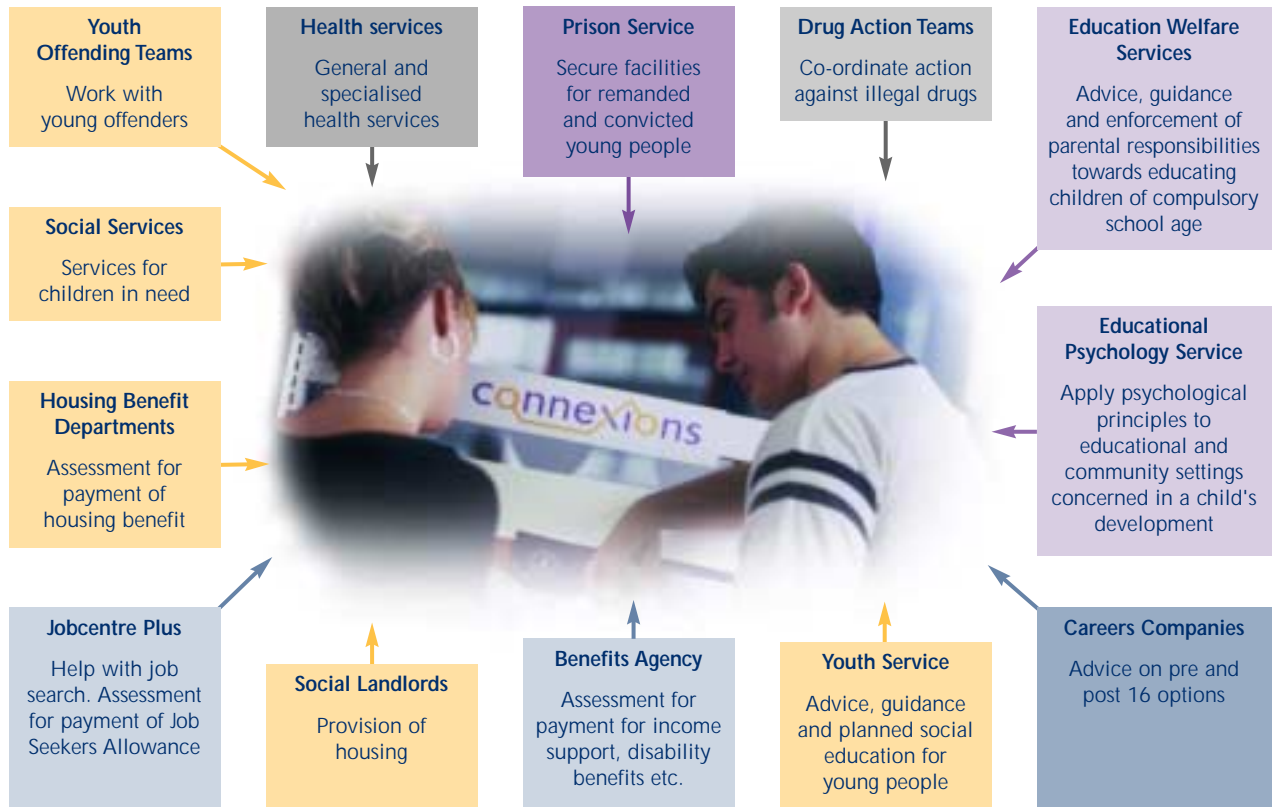 Youth
Offending Teams
Work with
young offenders
Health services
General and
specialised
health services
Prison Service
Secure facilities
for remanded
and convicted
young people
Drug Action Teams
Co-ordinate action
against illegal drugs
Education Welfare
Services
Advice, guidance
and enforcement of
parental responsibilities
towards educating
children of compulsory
school age
Social Services
Services for
children in need
connexions
Educational
Psychology Service
Apply psychological
principles to
educational and
community settings
concerned in a child's
development
Housing Benefit
Departments
Assessment for
payment of
housing benefit
Jobcentre Plus
Help with job
search. Assessment
for payment of Job
Seekers Allowance
Social Landlords
Provision of
housing
Benefits Agency
Assessment for
payment for income
support, disability
benefits etc.
Youth Service
Advice, guidance
and planned social
education for
young people
Careers Companies
Advice on pre and
post 16 options